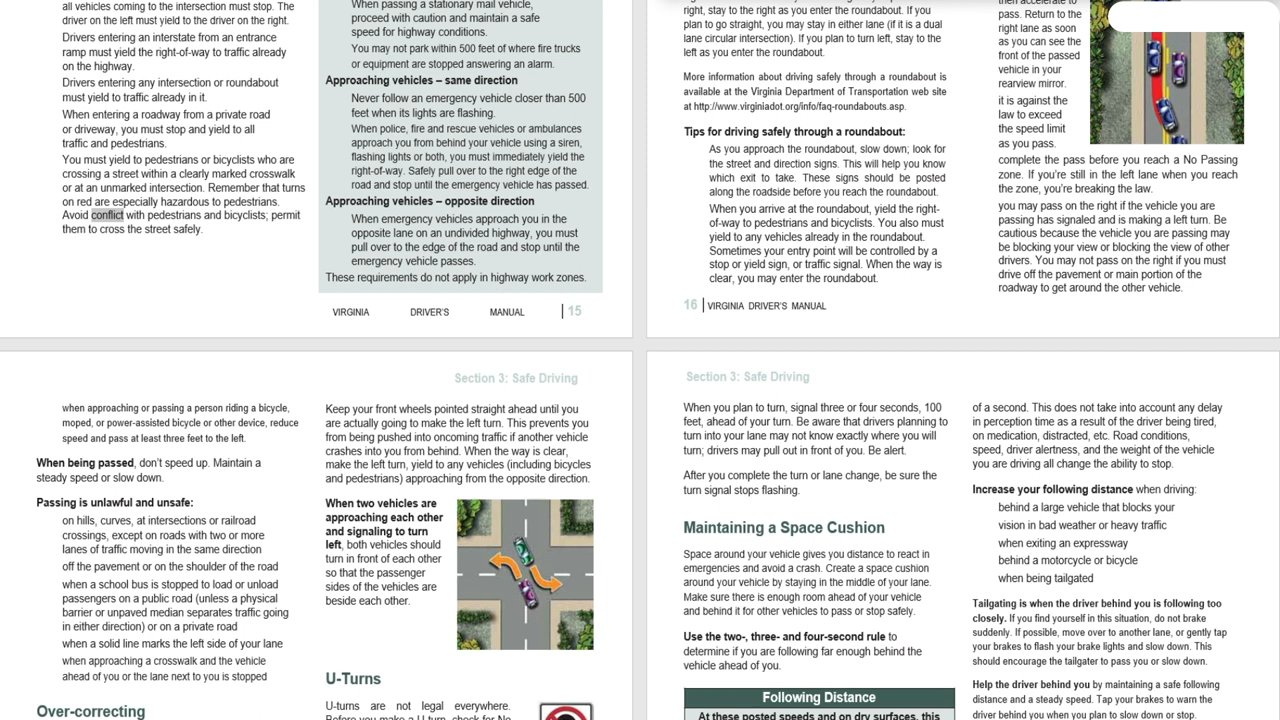 all vehicles coming to the intersection must stop. The
driver on the left must yield to the driver on the right.
Drivers entering an interstate from an entrance
ramp must yield the right-of-way to traffic already
on the highway.
Drivers entering any intersection or roundabout
must yield to traffic already in it.
When entering a roadway from a private road
or driveway, you must stop and yield to all
traffic and pedestrians.
You must yield to pedestrians or bicyclists who are
crossing a street within a clearly marked crosswalk
or at an unmarked intersection. Remember that turns
on red are especially hazardous to pedestrians.
Avoid conflict with pedestrians and bicyclists; permit
them to cross the street safely.
When passing a stationary mail vehicle,
proceed with caution and maintain a safe
speed for highway conditions.
You may not park within 500 feet of where fire trucks
or equipment are stopped answering an alarm.
Approaching vehicles – same direction
Never follow an emergency vehicle closer than 500
feet when its lights are flashing.
When police, fire and rescue vehicles or ambulances
approach you from behind your vehicle using a siren,
flashing lights or both, you must immediately yield the
right-of-way. Safely pull over to the right edge of the
road and stop until the emergency vehicle has passed.
Approaching vehicles – opposite direction
When emergency vehicles approach you in the
opposite lane on an undivided highway, you must
pull over to the edge of the road and stop until the
emergency vehicle passes.
These requirements do not apply in highway work zones.
VIRGINIA DRIVER'S MANUAL | 15
right, stay to the right as you enter the roundabout. If you
plan to go straight, you may stay in either lane (if it is a dual
lane circular intersection). If you plan to turn left, stay to the
left as you enter the roundabout.
More information about driving safely through a roundabout is
available at the Virginia Department of Transportation web site
at http://www.virginiadot.org/info/faq-roundabouts.asp.
Tips for driving safely through a roundabout:
As you approach the roundabout, slow down; look for
the street and direction signs. This will help you know
which exit to take. These signs should be posted
along the roadside before you reach the roundabout.
When you arrive at the roundabout, yield the right-
of-way to pedestrians and bicyclists. You also must
yield to any vehicles already in the roundabout.
Sometimes your entry point will be controlled by a
stop or yield sign, or traffic signal. When the way is
clear, you may enter the roundabout.
16 | VIRGINIA DRIVER'S MANUAL
then accelerate to
pass. Return to the
right lane as soon
as you can see the
front of the passed
vehicle in your
rearview mirror.
it is against the
law to exceed
the speed limit
as you pass.
complete the pass before you reach a No Passing
zone. If you're still in the left lane when you reach
the zone, you're breaking the law.
you may pass on the right if the vehicle you are
passing has signaled and is making a left turn. Be
cautious because the vehicle you are passing may
be blocking your view or blocking the view of other
drivers. You may not pass on the right if you must
drive off the pavement or main portion of the
roadway to get around the other vehicle.
Section 3: Safe Driving
when approaching or passing a person riding a bicycle,
moped, or power-assisted bicycle or other device, reduce
speed and pass at least three feet to the left.
When being passed, don't speed up. Maintain a
steady speed or slow down.
Passing is unlawful and unsafe:
on hills, curves, at intersections or railroad
crossings, except on roads with two or more
lanes of traffic moving in the same direction
off the pavement or on the shoulder of the road
when a school bus is stopped to load or unload
passengers on a public road (unless a physical
barrier or unpaved median separates traffic going
in either direction) or on a private road
when a solid line marks the left side of your lane
when approaching a crosswalk and the vehicle
ahead of you or the lane next to you is stopped
Over-correcting
Keep your front wheels pointed straight ahead until you
are actually going to make the left turn. This prevents you
from being pushed into oncoming traffic if another vehicle
crashes into you from behind. When the way is clear,
make the left turn, yield to any vehicles (including bicycles
and pedestrians) approaching from the opposite direction.
When two vehicles are
approaching each other
and signaling to turn
left, both vehicles should
turn in front of each other
so that the passenger
sides of the vehicles are
beside each other.
U-Turns
U-turns are not legal everywhere.
Before you make a U-turn, check for No
Section 3: Safe Driving
When you plan to turn, signal three or four seconds, 100
feet, ahead of your turn. Be aware that drivers planning to
turn into your lane may not know exactly where you will
turn; drivers may pull out in front of you. Be alert.
After you complete the turn or lane change, be sure the
turn signal stops flashing.
Maintaining a Space Cushion
Space around your vehicle gives you distance to react in
emergencies and avoid a crash. Create a space cushion
around your vehicle by staying in the middle of your lane.
Make sure there is enough room ahead of your vehicle
and behind it for other vehicles to pass or stop safely.
Use the two-, three- and four-second rule to
determine if you are following far enough behind the
vehicle ahead of you.
Following Distance
At these posted speeds and on dry surfaces, this
of a second. This does not take into account any delay
in perception time as a result of the driver being tired,
on medication, distracted, etc. Road conditions,
speed, driver alertness, and the weight of the vehicle
you are driving all change the ability to stop.
Increase your following distance when driving:
behind a large vehicle that blocks your
vision in bad weather or heavy traffic
when exiting an expressway
behind a motorcycle or bicycle
when being tailgated
Tailgating is when the driver behind you is following too
closely. If you find yourself in this situation, do not brake
suddenly. If possible, move over to another lane, or gently tap
your brakes to flash your brake lights and slow down. This
should encourage the tailgater to pass you or slow down.
Help the driver behind you by maintaining a safe following
distance and a steady speed. Tap your brakes to warn the
driver behind you when you plan to slow down or stop.